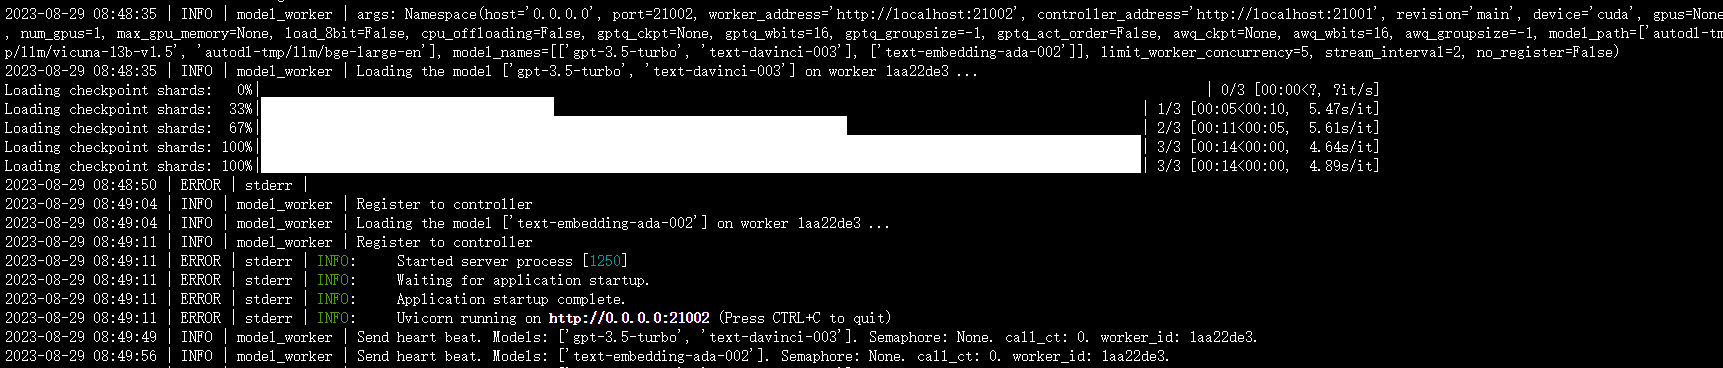 2023-08-29 08:48:35 | INFO | model_worker | args: Namespace(host='0.0.0.0', port=21002, worker_address='http://localhost:21002', controller_address='http://localhost:21001', revision='main', device='cuda', gpus=None
, num_gpus=1, max_gpu_memory=None, load_8bit=False, cpu_offloading=False, gptq_ckpt=None, gptq_wbits=16, gptq_groupsize=-1, gptq_act_order=False, awq_ckpt=None, awq_wbits=16, awq_groupsize=-1, model_path=['autodl-tm
p/llm/vicuna-13b-v1.5', 'autodl-tmp/llm/bge-large-en'], model_names=[['gpt-3.5-turbo', 'text-davinci-003'], ['text-embedding-ada-002']], limit_worker_concurrency=5, stream_interval=2, no_register=False)
2023-08-29 08:48:35 | INFO | model_worker | Loading the model ['gpt-3.5-turbo', 'text-davinci-003'] on worker 1aa22de3 ...
Loading checkpoint shards:   0%| | 0/3 [00:00<?, ?it/s]
Loading checkpoint shards:  33%| | 1/3 [00:05<00:10,  5.47s/it]
Loading checkpoint shards:  67%| | 2/3 [00:11<00:05,  5.61s/it]
Loading checkpoint shards: 100%| | 3/3 [00:14<00:00,  4.64s/it]
Loading checkpoint shards: 100%| | 3/3 [00:14<00:00,  4.89s/it]
2023-08-29 08:48:50 | ERROR | stderr |
2023-08-29 08:49:04 | INFO | model_worker | Register to controller
2023-08-29 08:49:04 | INFO | model_worker | Loading the model ['text-embedding-ada-002'] on worker 1aa22de3 ...
2023-08-29 08:49:11 | INFO | model_worker | Register to controller
2023-08-29 08:49:11 | ERROR | stderr | INFO:     Started server process [1250]
2023-08-29 08:49:11 | ERROR | stderr | INFO:     Waiting for application startup.
2023-08-29 08:49:11 | ERROR | stderr | INFO:     Application startup complete.
2023-08-29 08:49:11 | ERROR | stderr | INFO:     Uvicorn running on http://0.0.0.0:21002 (Press CTRL+C to quit)
2023-08-29 08:49:49 | INFO | model_worker | Send heart beat. Models: ['gpt-3.5-turbo', 'text-davinci-003']. Semaphore: None. call_ct: 0. worker_id: 1aa22de3.
2023-08-29 08:49:56 | INFO | model_worker | Send heart beat. Models: ['text-embedding-ada-002']. Semaphore: None. call_ct: 0. worker_id: 1aa22de3.